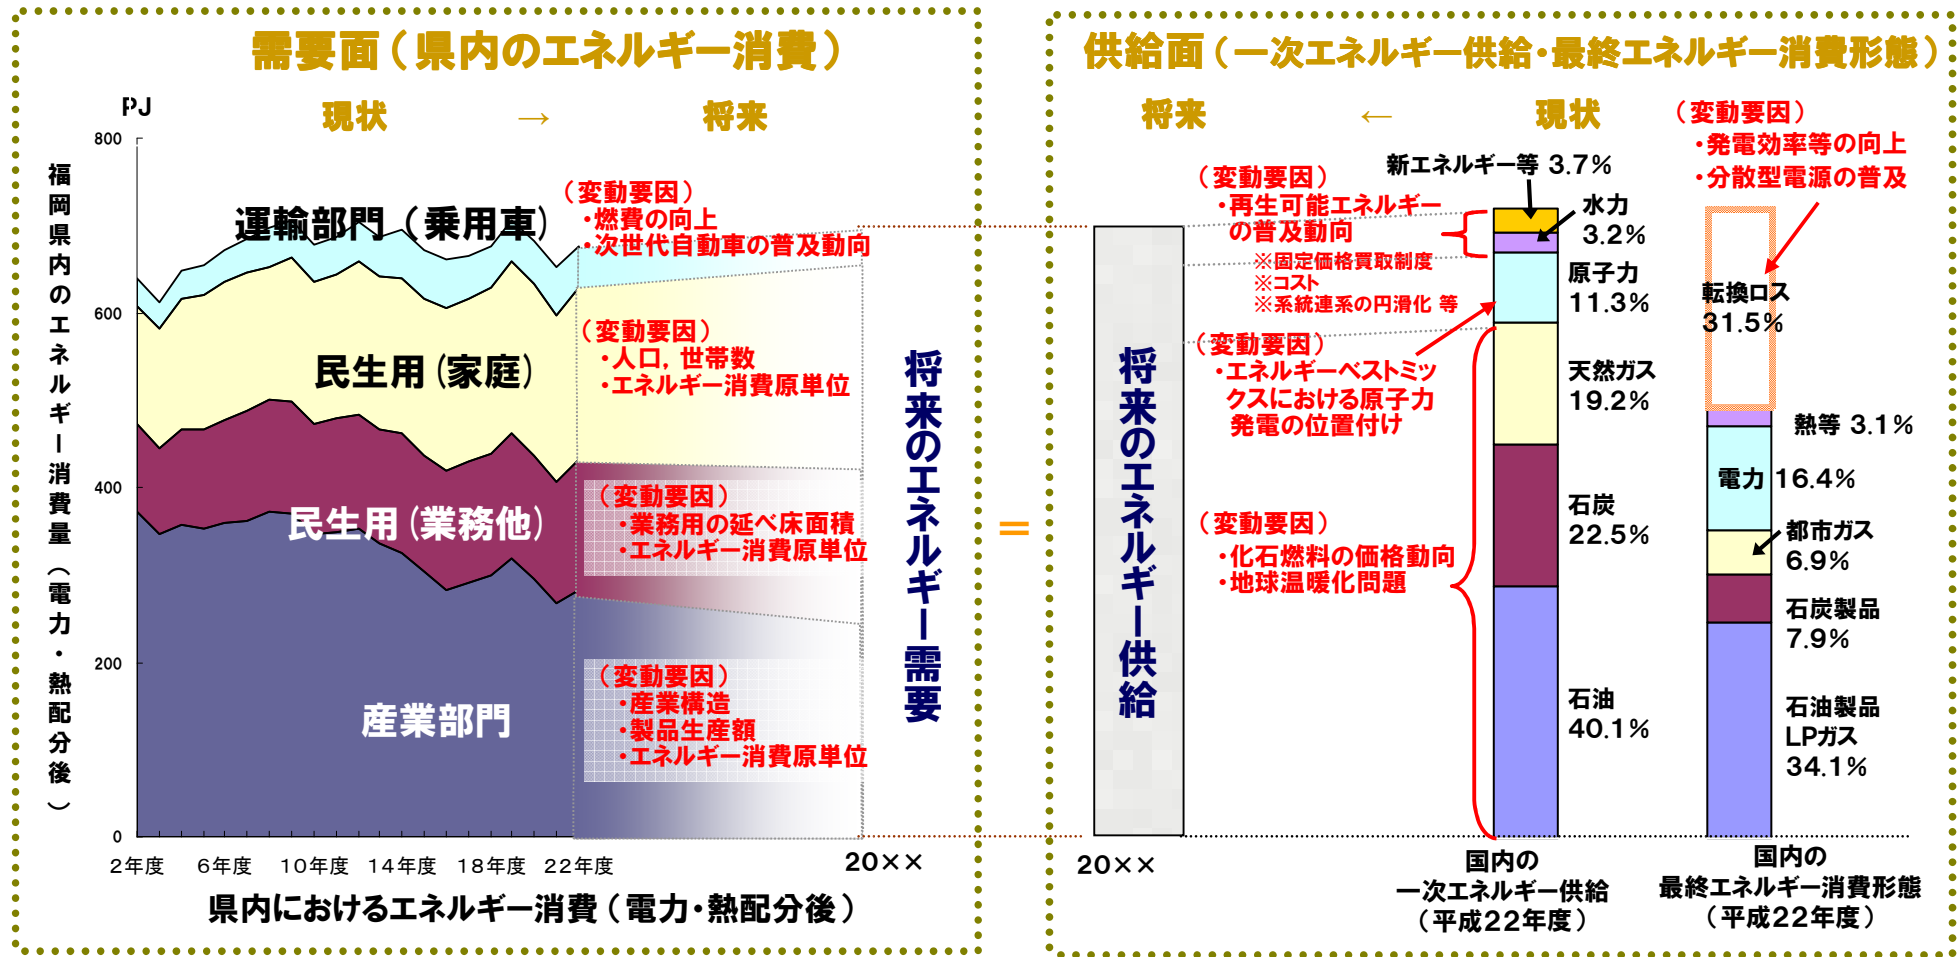 需要面（県内のエネルギー消費）
現状 → 将来
PJ
800
600
400
200
0
福岡県内のエネルギー消費量（電力・熱配分後）
運輸部門（乗用車）
民生用（家庭）
民生用（業務他）
産業部門
（変動要因）
・燃費の向上
・次世代自動車の普及動向
（変動要因）
・人口，世帯数
・エネルギー消費原単位
（変動要因）
・業務用の延べ床面積
・エネルギー消費原単位
（変動要因）
・産業構造
・製品生産額
・エネルギー消費原単位
将来のエネルギー需要
2年度 6年度 10年度 14年度 18年度 22年度
20××
県内におけるエネルギー消費（電力・熱配分後）
＝
供給面（一次エネルギー供給・最終エネルギー消費形態）
将来 ← 現状
将来のエネルギー供給
20××
（変動要因）
・再生可能エネルギー
の普及動向
※固定価格買取制度
※コスト
※系統連系の円滑化 等
（変動要因）
・エネルギーベストミッ
クスにおける原子力
発電の位置付け
（変動要因）
・化石燃料の価格動向
・地球温暖化問題
新エネルギー等 3.7%
水力
3.2%
原子力
11.3%
天然ガス
19.2%
石炭
22.5%
石油
40.1%
国内の
一次エネルギー供給
（平成22年度）
（変動要因）
・発電効率等の向上
・分散型電源の普及
転換ロス
31.5%
熱等 3.1%
電力 16.4%
都市ガス
6.9%
石炭製品
7.9%
石油製品
LPガス
34.1%
国内の
最終エネルギー消費形態
（平成22年度）